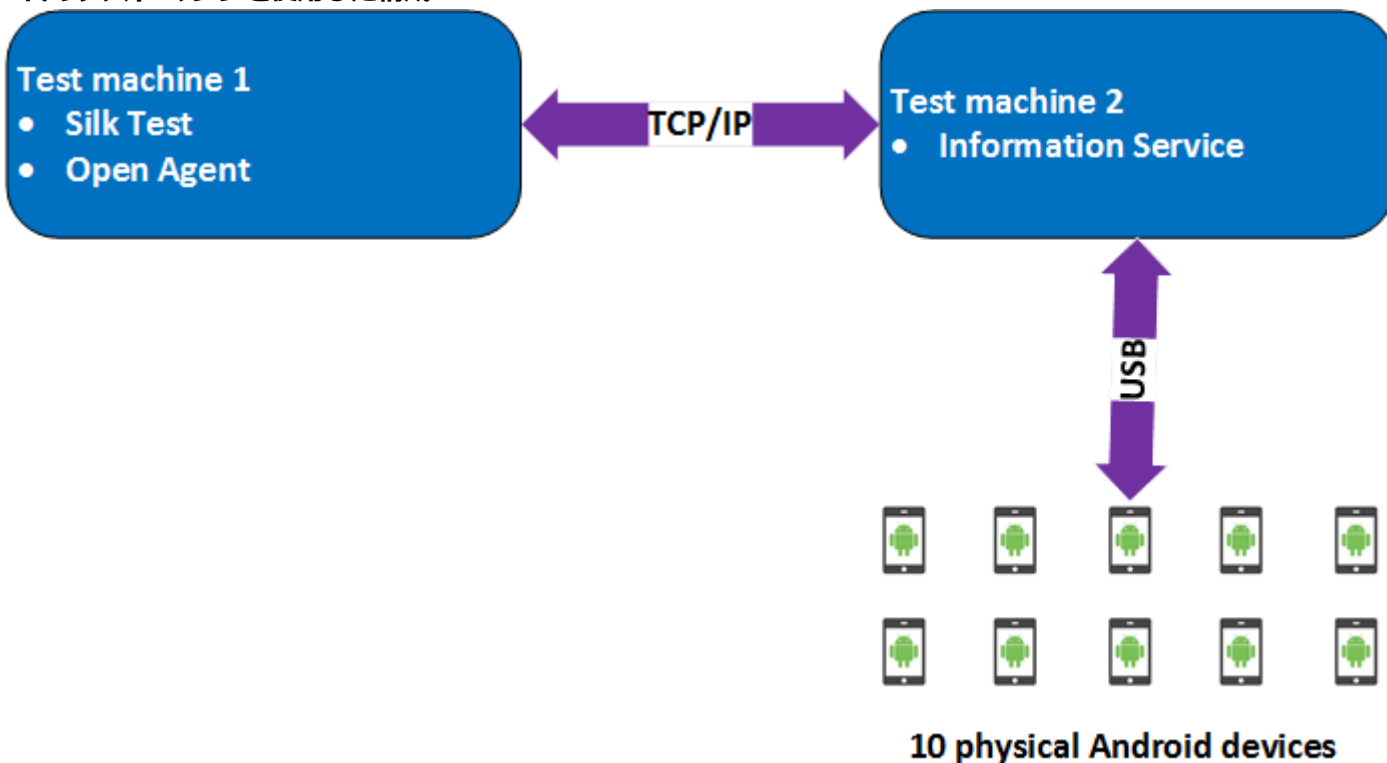 Test machine 1
• Silk Test
• Open Agent
TCP/IP
Test machine 2
• Information Service
USB
10 physical Android devices